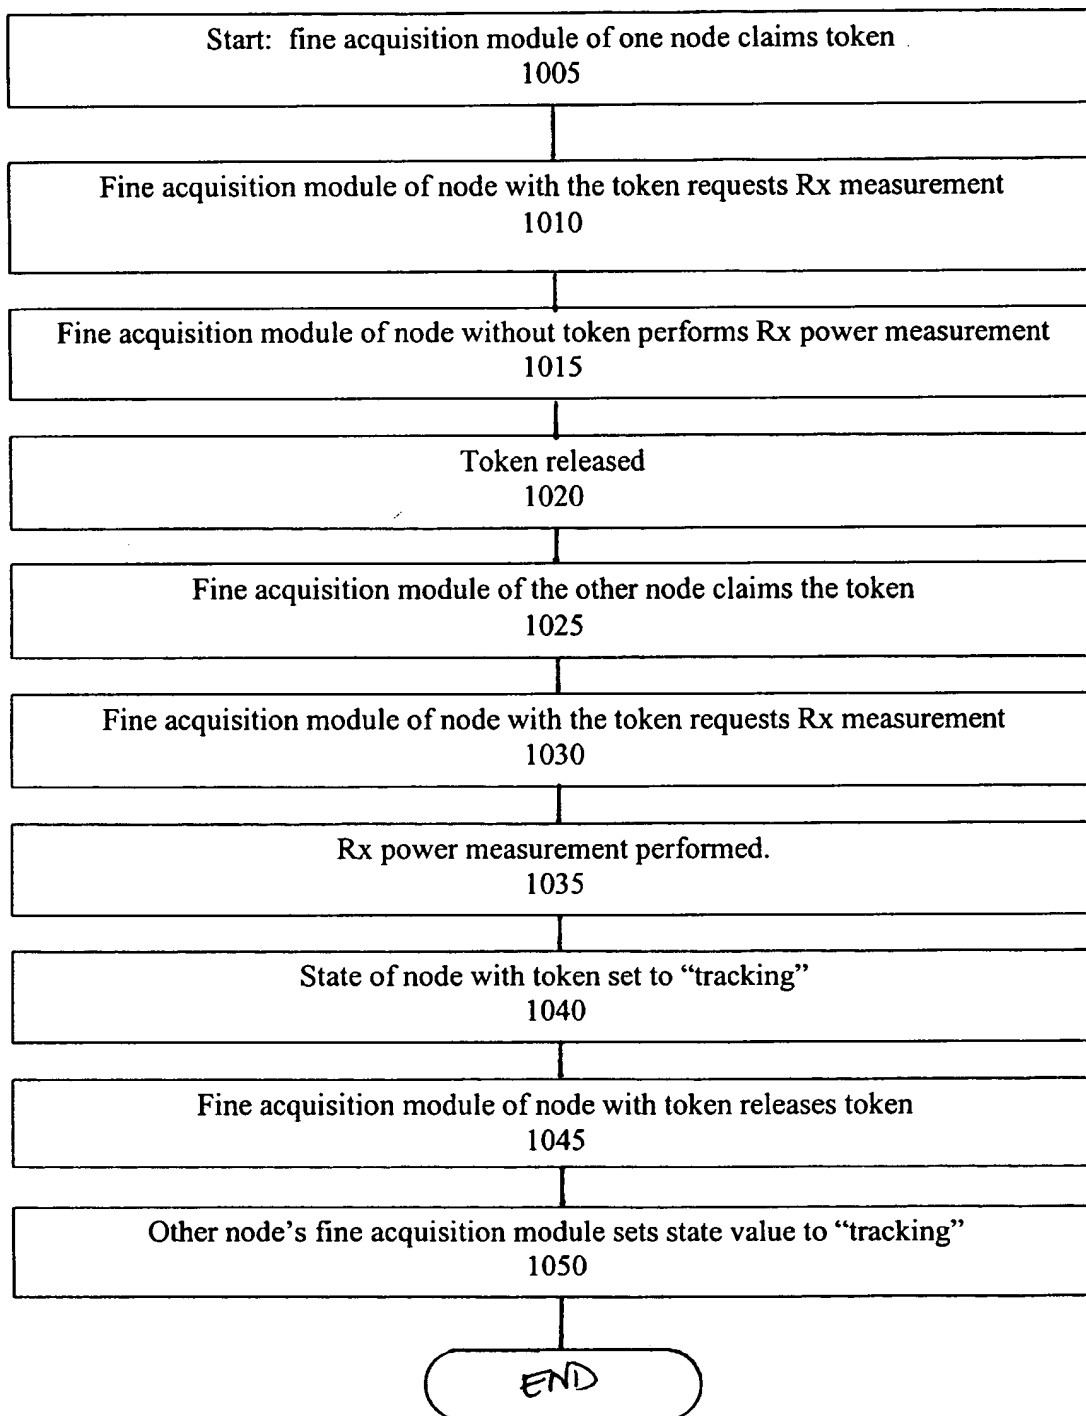 Start: fine acquisition module of one node claims token
1005
Fine acquisition module of node with the token requests Rx measurement
1010
Fine acquisition module of node without token performs Rx power measurement
1015
Token released
1020
Fine acquisition module of the other node claims the token
1025
Fine acquisition module of node with the token requests Rx measurement
1030
Rx power measurement performed.
1035
State of node with token set to “tracking”
1040
Fine acquisition module of node with token releases token
1045
Other node’s fine acquisition module sets state value to “tracking”
1050
END